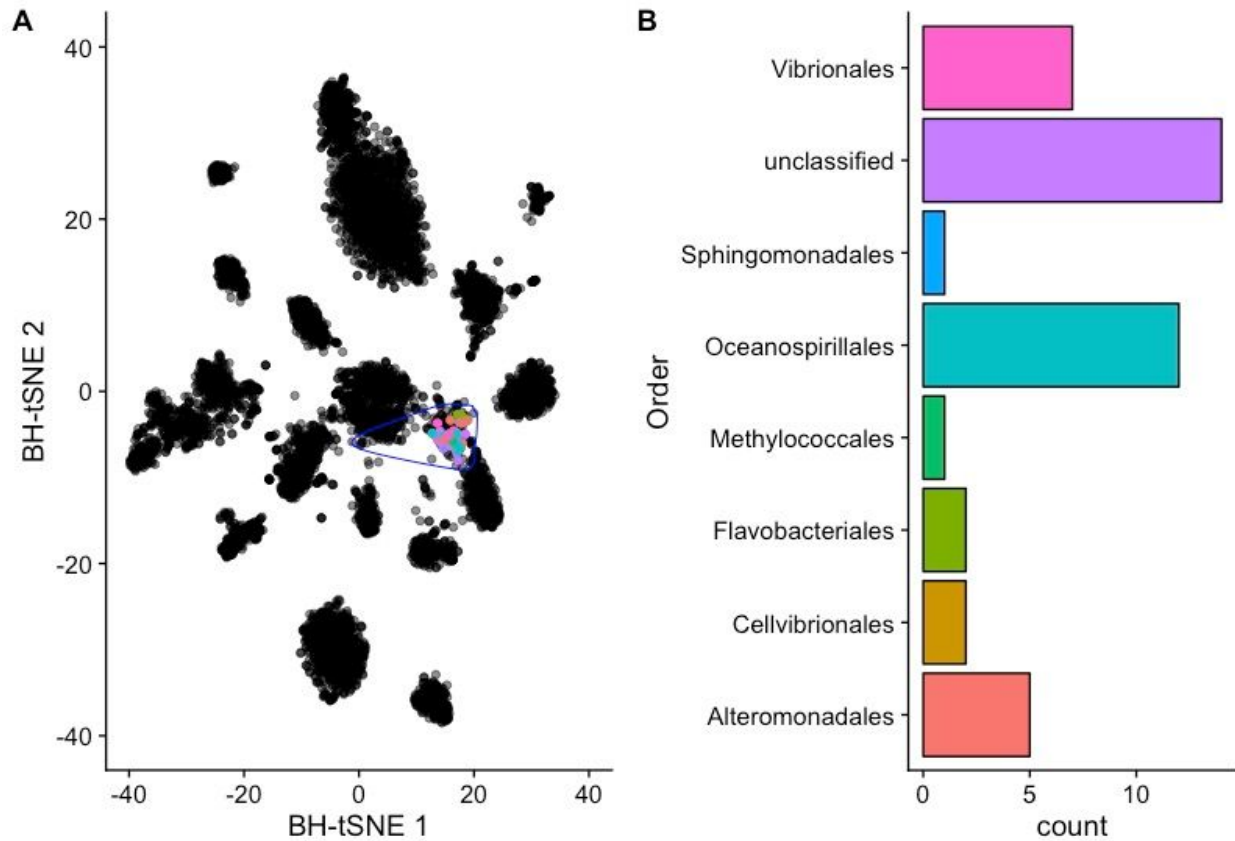 A
40
20
0
-20
-40
BH-tSNE 2
-40 -20 0 20 40
BH-tSNE 1
B
Vibrionales
unclassified
Sphingomonadales
Oceanospirillales
Methylococcales
Flavobacteriales
Cellvibrionales
Alteromonadales
Order
0 5 10
count